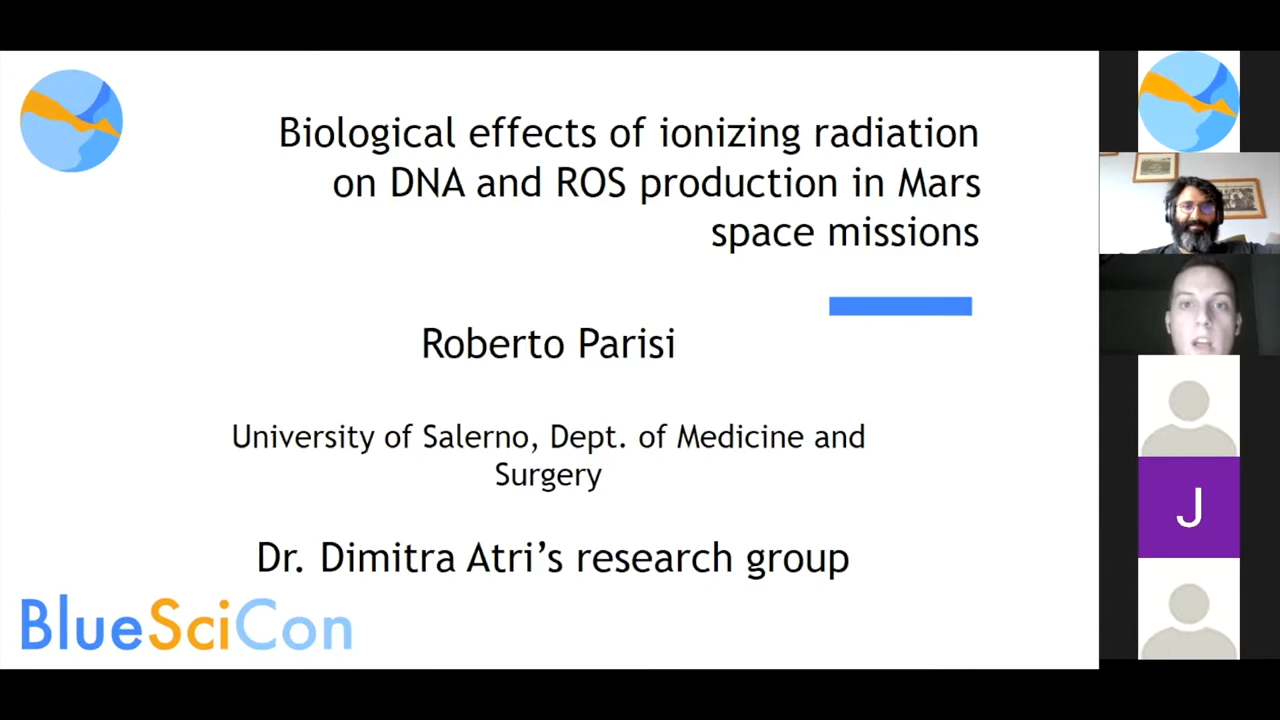 Biological effects of ionizing radiation
on DNA and ROS production in Mars
space missions
Roberto Parisi
University of Salerno, Dept. of Medicine and
Surgery
Dr. Dimitra Atri’s research group
BlueSciCon
J